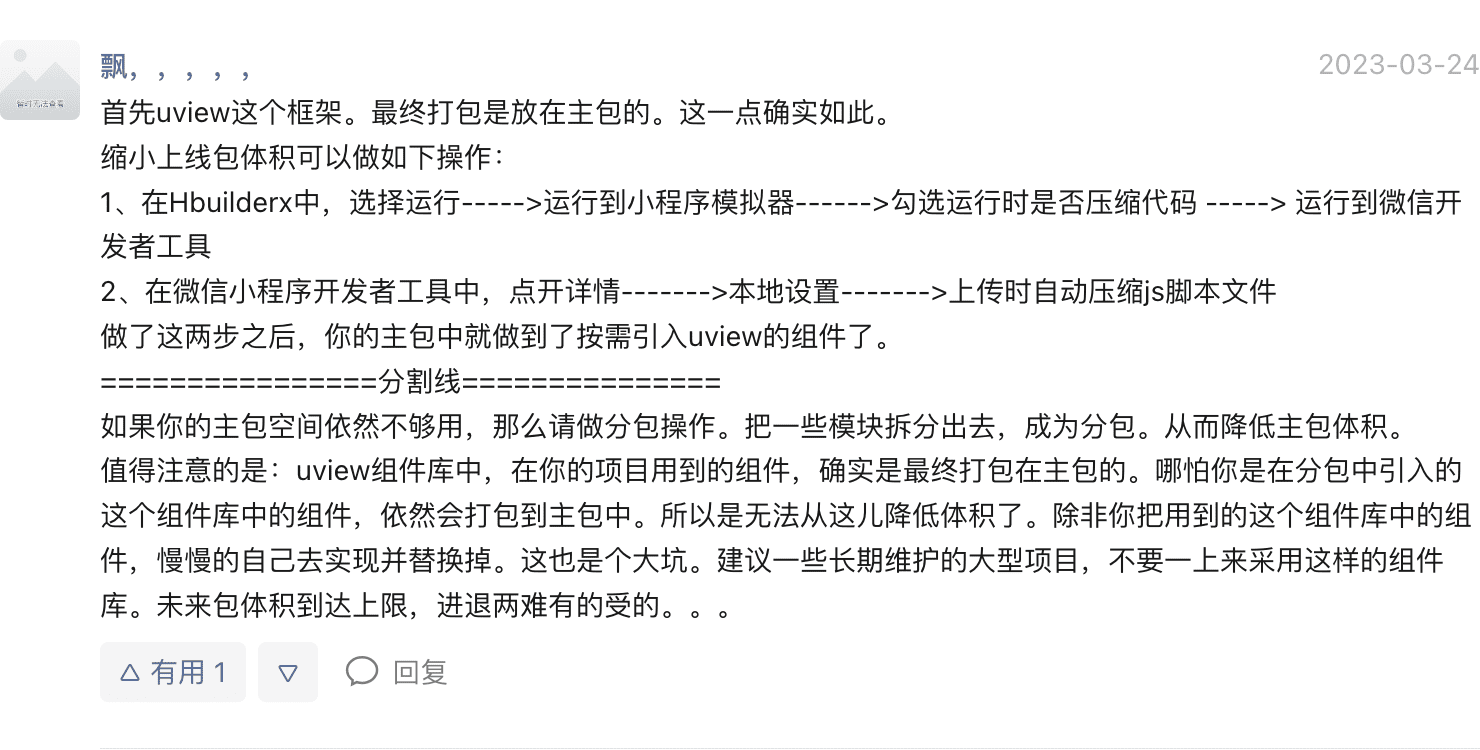 飘，，，，，
2023-03-24
暂时无法查看
首先uview这个框架。最终打包是放在主包的。这一点确实如此。
缩小上线包体积可以做如下操作：
1、在Hbuilderx中，选择运行----->运行到小程序模拟器------>勾选运行时是否压缩代码 -----> 运行到微信开
发者工具
2、在微信小程序开发者工具中，点开详情------->本地设置------->上传时自动压缩js脚本文件
做了这两步之后，你的主包中就做到了按需引入uview的组件了。
================分割线===============
如果你的主包空间依然不够用，那么请做分包操作。把一些模块拆分出去，成为分包。从而降低主包体积。
值得注意的是：uview组件库中，在你的项目用到的组件，确实是最终打包在主包的。哪怕你是在分包中引入的
这个组件库中的组件，依然会打包到主包中。所以是无法从这儿降低体积了。除非你把用到的这个组件库中的组
件，慢慢的自己去实现并替换掉。这也是个大坑。建议一些长期维护的大型项目，不要一上来采用这样的组件
库。未来包体积到达上限，进退两难有的受的。。。
有用 1
回复